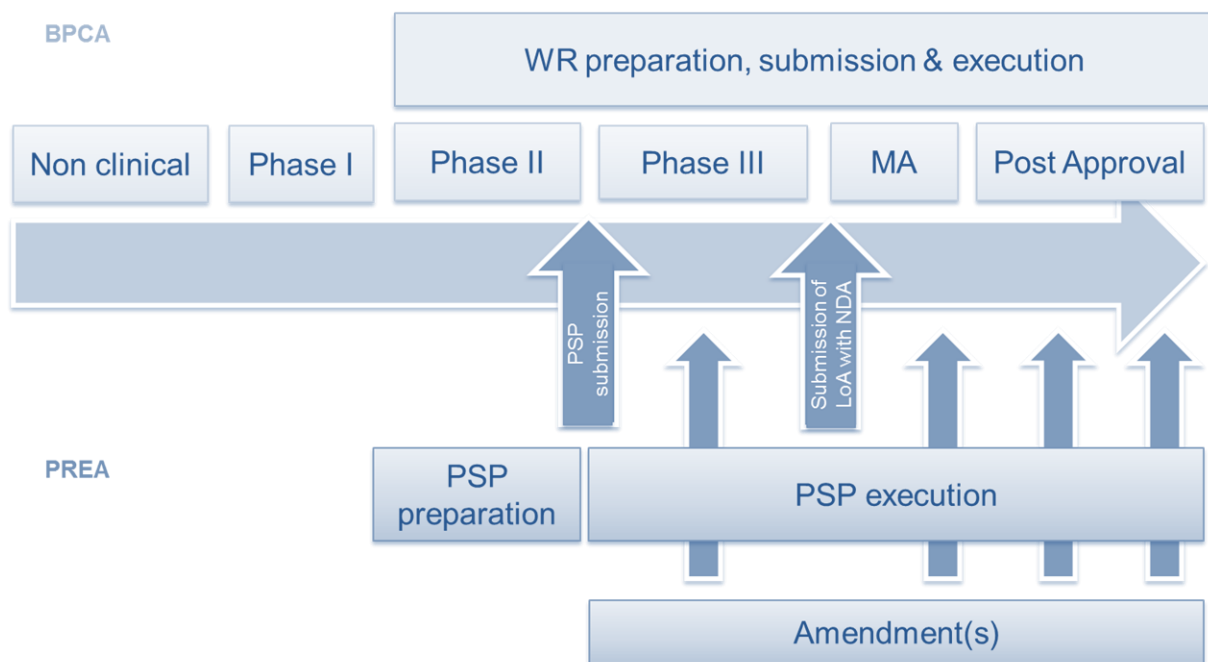 BPCA
WR preparation, submission & execution
Non clinical
Phase I
Phase II
Phase III
MA
Post Approval
PSP
submission
Submission of
LoA with NDA
PREA
PSP
preparation
PSP execution
Amendment(s)